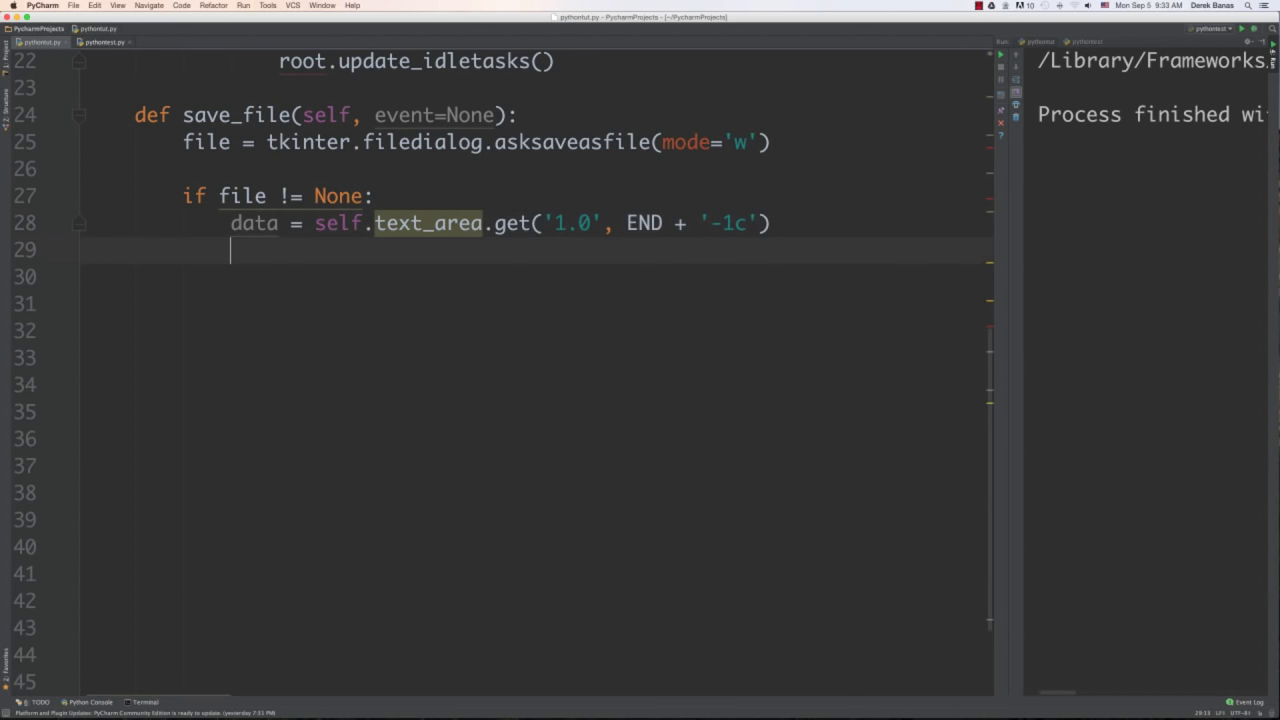 PyCharm File Edit View Navigate Code Refactor Run Tools VCS Window Help
10 Mon Sep 5 9:33 AM Derek Banas
pythontut.py - PycharmProjects - [~/PycharmProjects]
PycharmProjects pythontut.py
pythontest
pythontut.py pythontest.py
Run: pythontut pythontest
1: Project
Z: Structure
2: Favorites
4: Run
22 root.update_idletasks()
23
24 def save_file(self, event=None):
25 file = tkinter.filedialog.asksaveasfile(mode='w')
26
27 if file != None:
28 data = self.text_area.get('1.0', END + '-1c')
29
30
31
32
33
34
35
36
37
38
39
40
41
42
43
44
45
/Library/Frameworks
Process finished wi
6: TODO Python Console Terminal
Event Log
Platform and Plugin Updates: PyCharm Community Edition is ready to update. (yesterday 7:51 PM)
29:13 LF÷ UTF-8÷